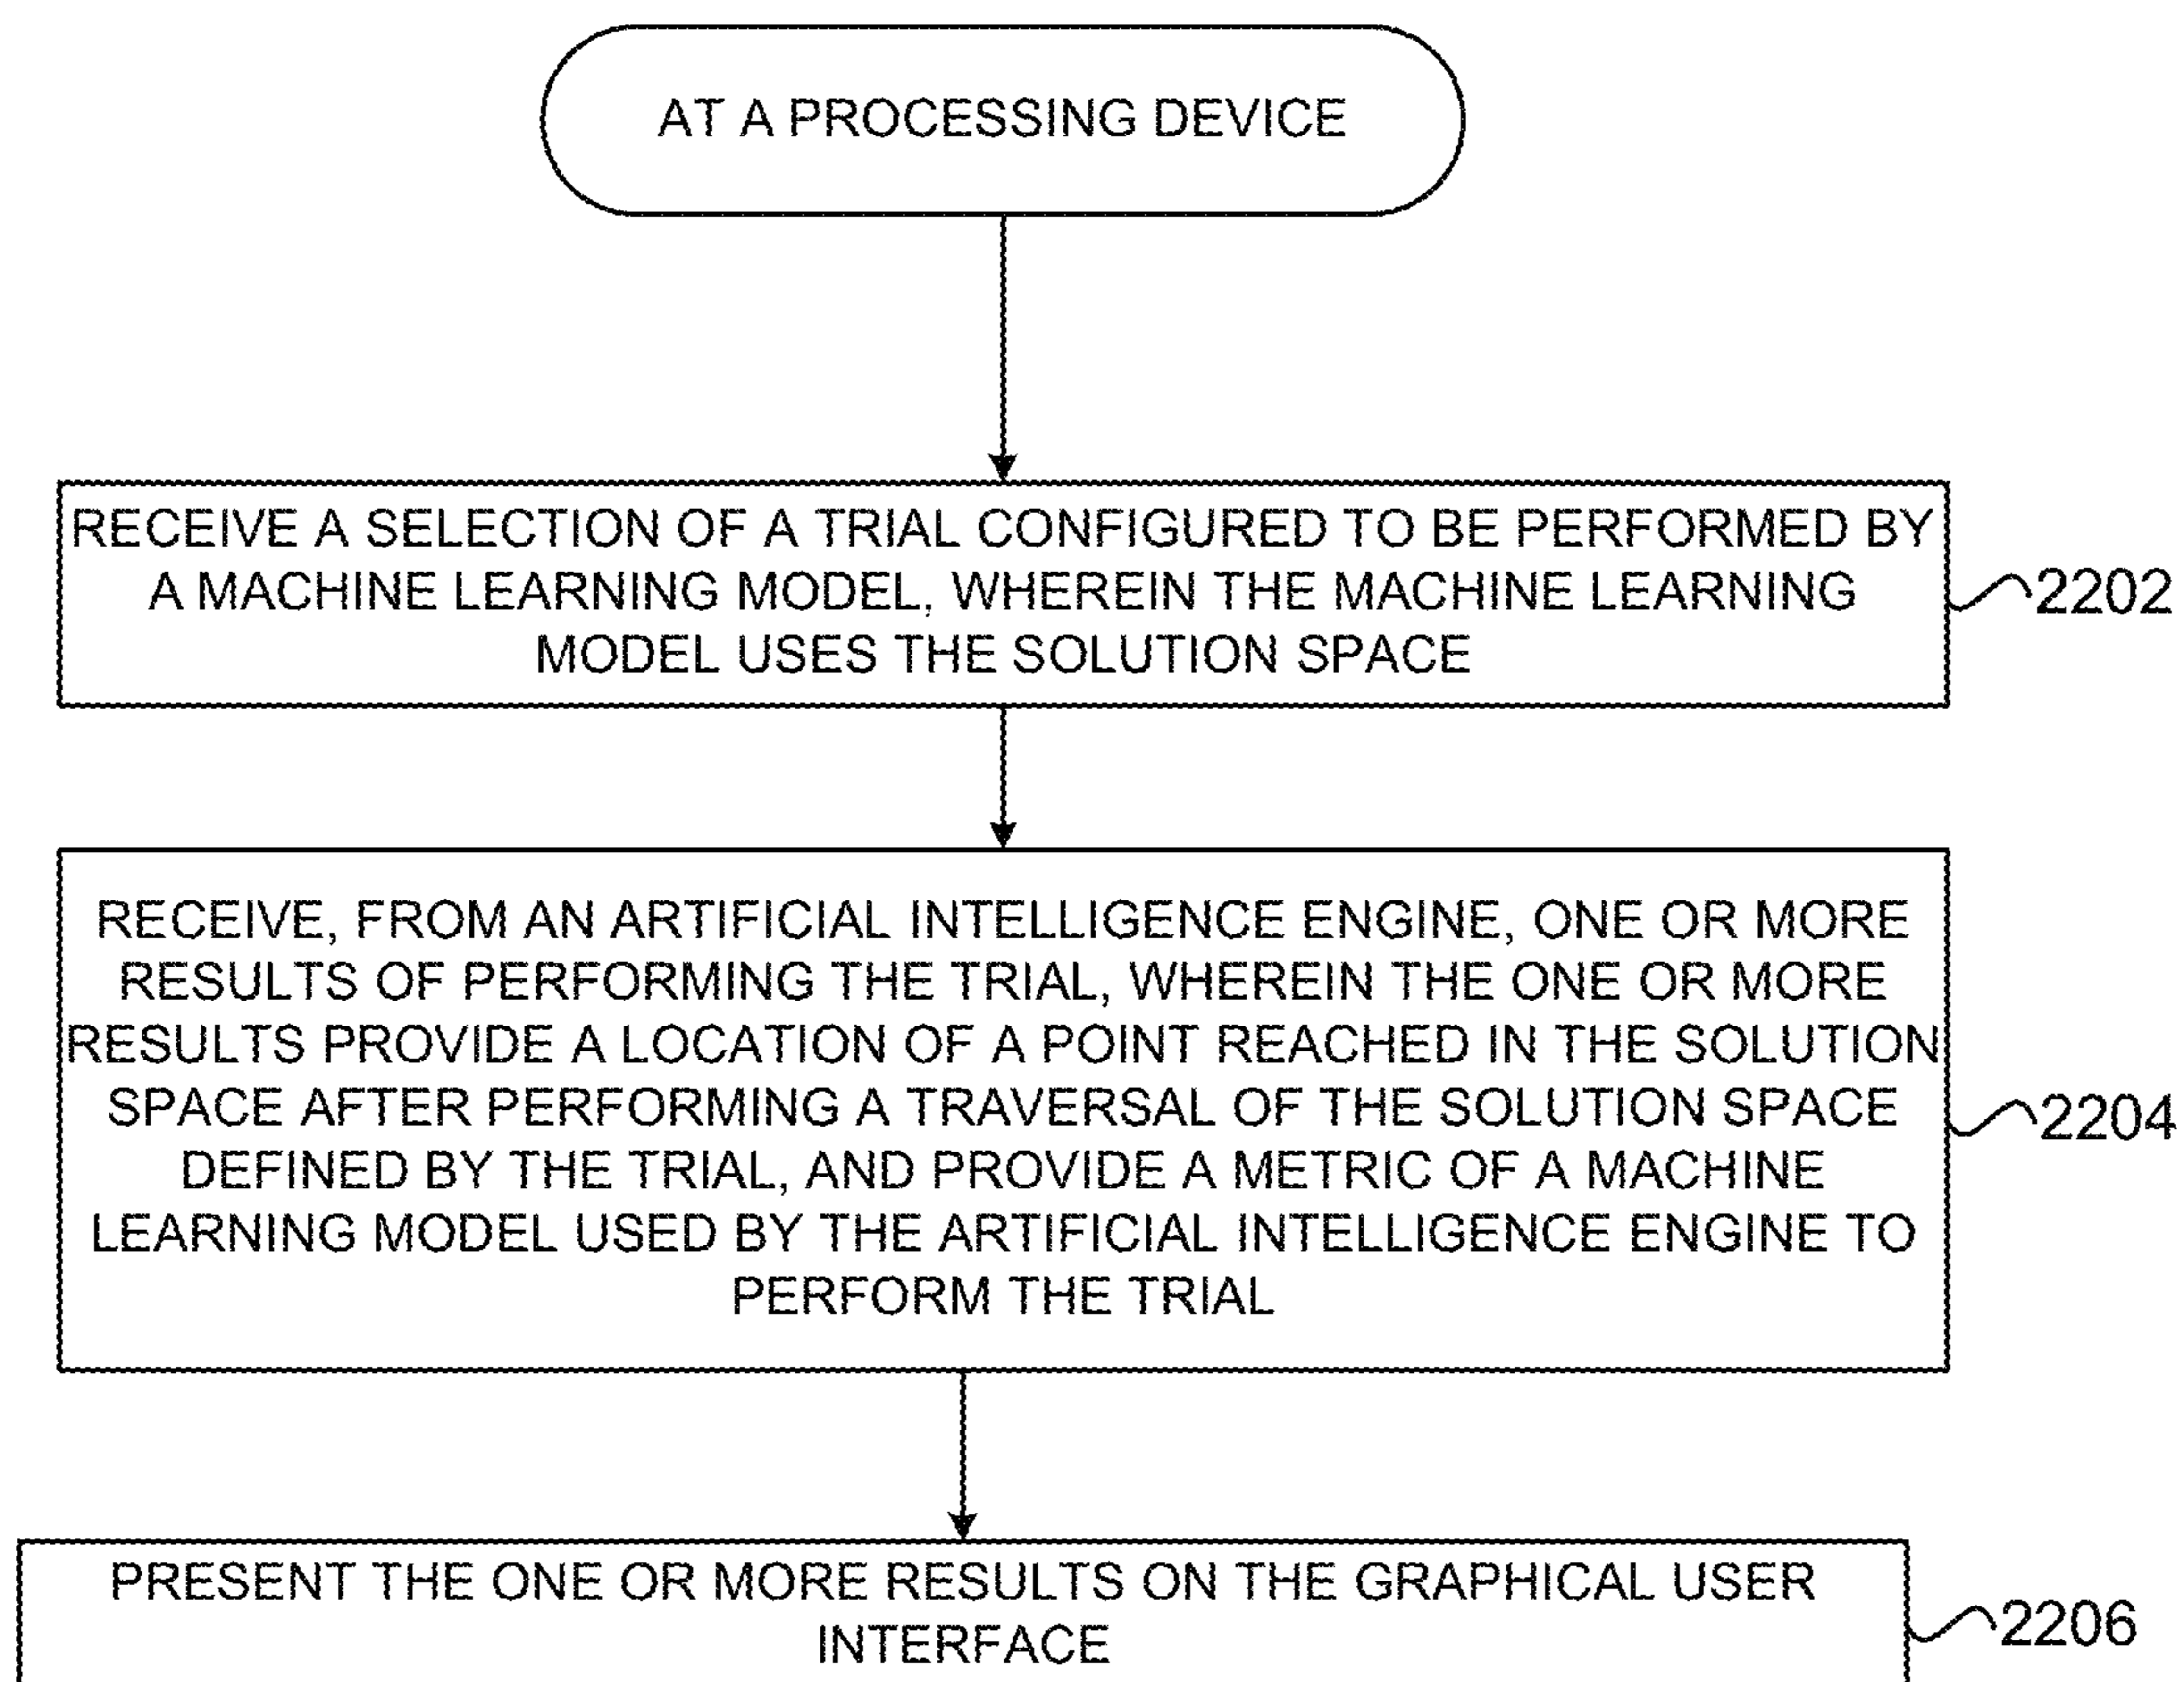 AT A PROCESSING DEVICE
RECEIVE A SELECTION OF A TRIAL CONFIGURED TO BE PERFORMED BY
A MACHINE LEARNING MODEL, WHEREIN THE MACHINE LEARNING
MODEL USES THE SOLUTION SPACE
2202
RECEIVE, FROM AN ARTIFICIAL INTELLIGENCE ENGINE, ONE OR MORE
RESULTS OF PERFORMING THE TRIAL, WHEREIN THE ONE OR MORE
RESULTS PROVIDE A LOCATION OF A POINT REACHED IN THE SOLUTION
SPACE AFTER PERFORMING A TRAVERSAL OF THE SOLUTION SPACE
DEFINED BY THE TRIAL, AND PROVIDE A METRIC OF A MACHINE
LEARNING MODEL USED BY THE ARTIFICIAL INTELLIGENCE ENGINE TO
PERFORM THE TRIAL
2204
PRESENT THE ONE OR MORE RESULTS ON THE GRAPHICAL USER
INTERFACE
2206